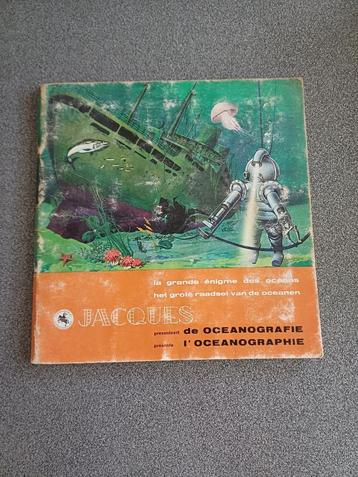 la grande énigme des océans
het grote raadsel van de oceanen
JACQUES
presenteert de OCEANOGRAFIE
présente l'OCEANOGRAPHIE